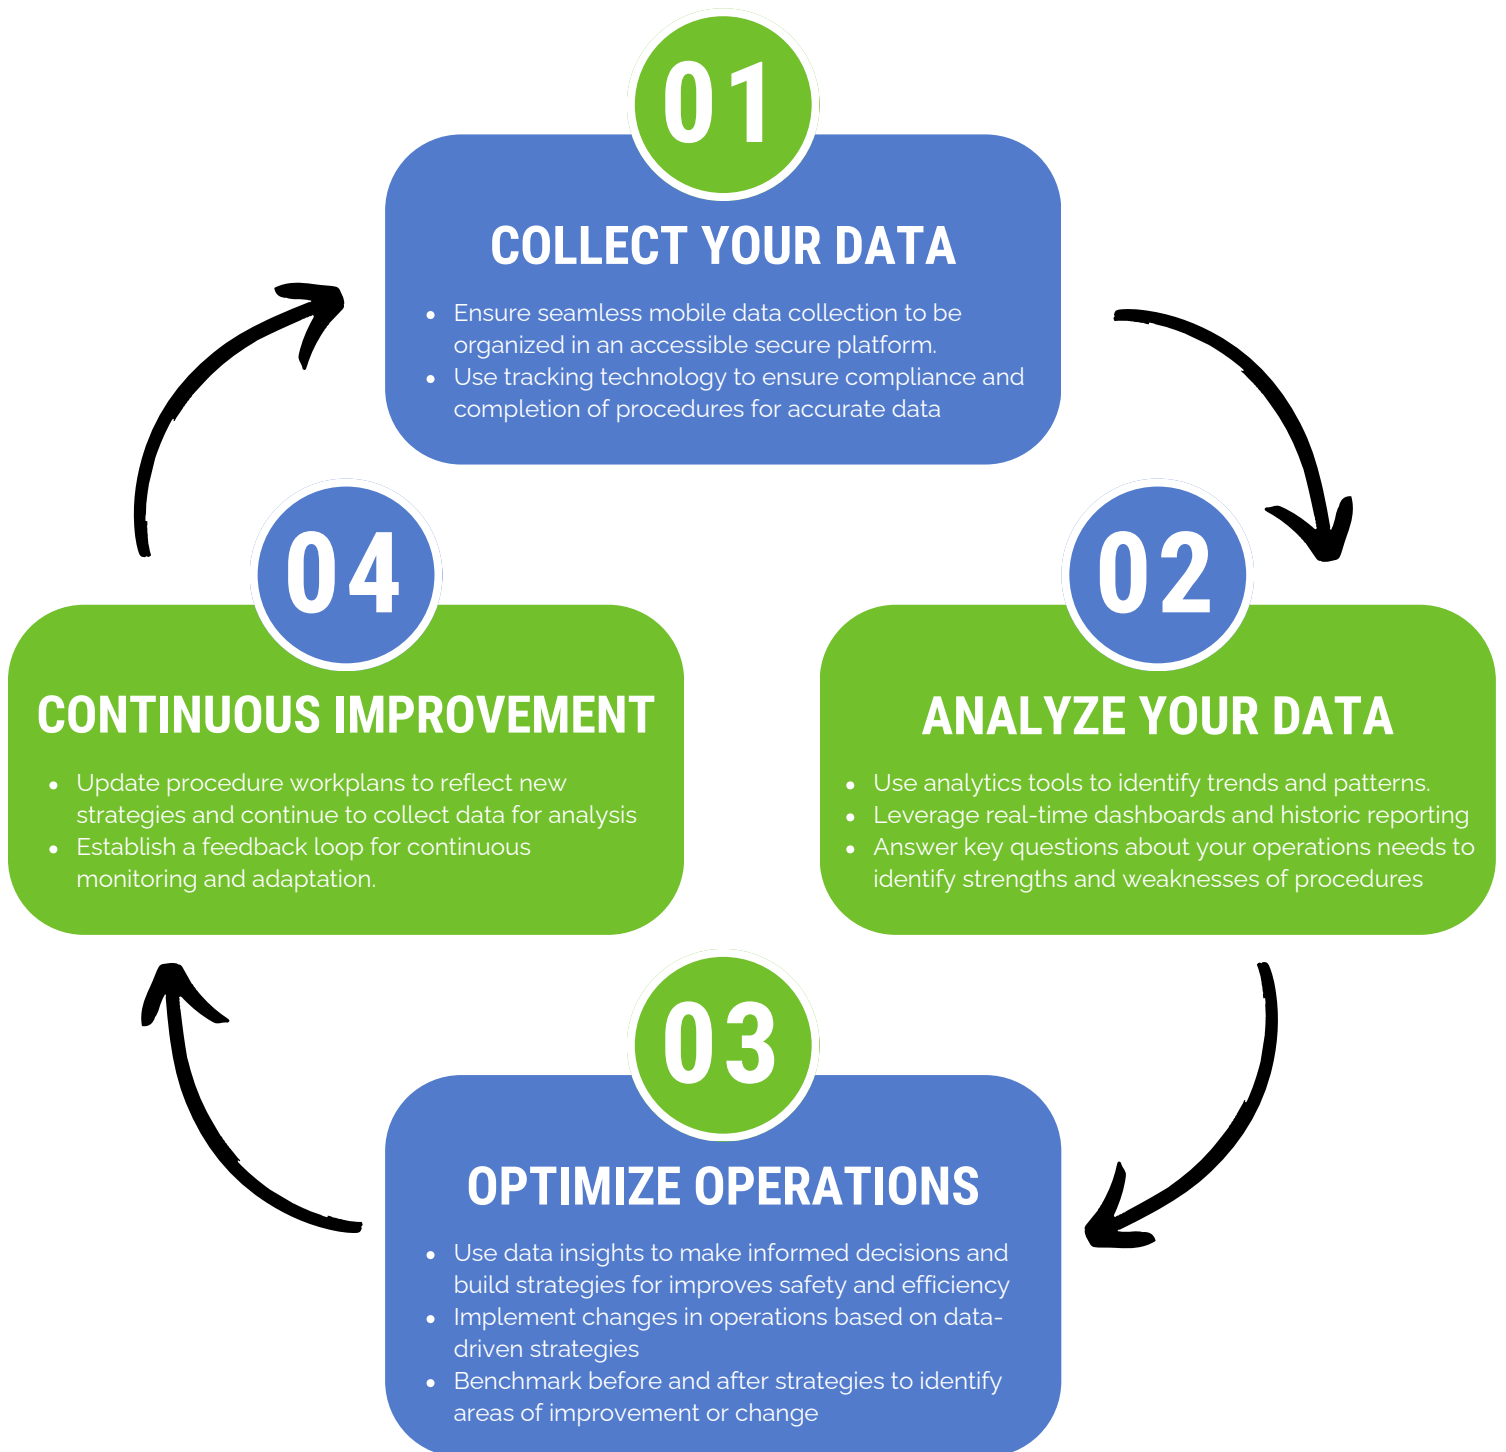 01
COLLECT YOUR DATA
• Ensure seamless mobile data collection to be
organized in an accessible secure platform.
• Use tracking technology to ensure compliance and
completion of procedures for accurate data
02
ANALYZE YOUR DATA
• Use analytics tools to identify trends and patterns.
• Leverage real-time dashboards and historic reporting
• Answer key questions about your operations needs to
identify strengths and weaknesses of procedures
03
OPTIMIZE OPERATIONS
• Use data insights to make informed decisions and
build strategies for improves safety and efficiency
• Implement changes in operations based on data-
driven strategies
• Benchmark before and after strategies to identify
areas of improvement or change
04
CONTINUOUS IMPROVEMENT
• Update procedure workplans to reflect new
strategies and continue to collect data for analysis
• Establish a feedback loop for continuous
monitoring and adaptation.